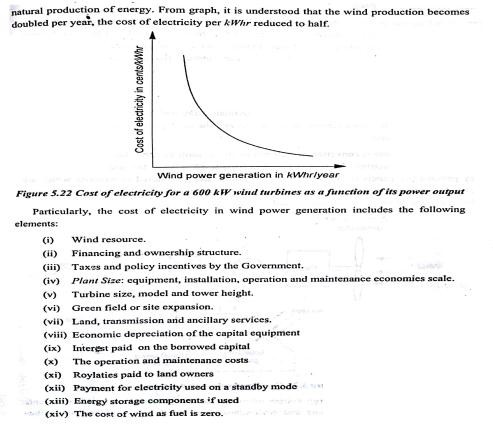 natural production of energy. From graph, it is understood that the wind production becomes
doubled per year, the cost of electricity per kWhr reduced to half.
Cost of electricity in cents/kWhr
Wind power generation in kWhr/year
Figure 5.22 Cost of electricity for a 600 kW wind turbines as a function of its power output
Particularly, the cost of electricity in wind power generation includes the following
elements:
(i) Wind resource.
(ii) Financing and ownership structure.
(iii) Taxes and policy incentives by the Government.
(iv) Plant Size: equipment, installation, operation and maintenance economies scale.
(v) Turbine size, model and tower height.
(vi) Green field or site expansion.
(vii) Land, transmission and ancillary services.
(viii) Economic depreciation of the capital equipment
(ix) Interest paid on the borrowed capital
(x) The operation and maintenance costs
(xi) Roylaties paid to land owners
(xii) Payment for electricity used on a standby mode
(xiii) Energy storage components if used
(xiv) The cost of wind as fuel is zero.